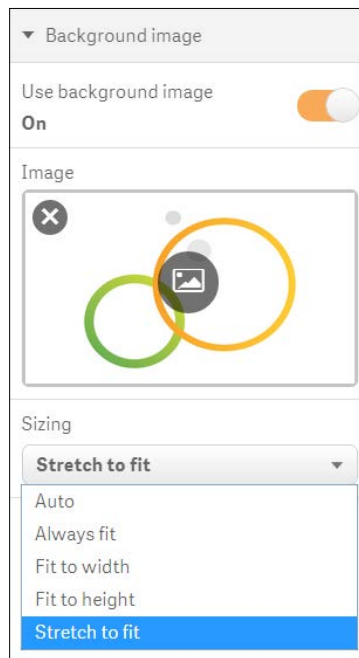 Background image
Use background image
On
Image
Sizing
Stretch to fit
Auto
Always fit
Fit to width
Fit to height
Stretch to fit